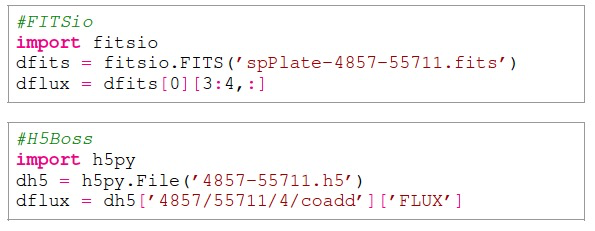 #FITSio
import fitsio
dfits = fitsio.FITS('spPlate-4857-55711.fits')
dflux = dfits[0][3:4,:]
#H5Boss
import h5py
dh5 = h5py.File('4857-55711.h5')
dflux = dh5['4857/55711/4/coadd']['FLUX']